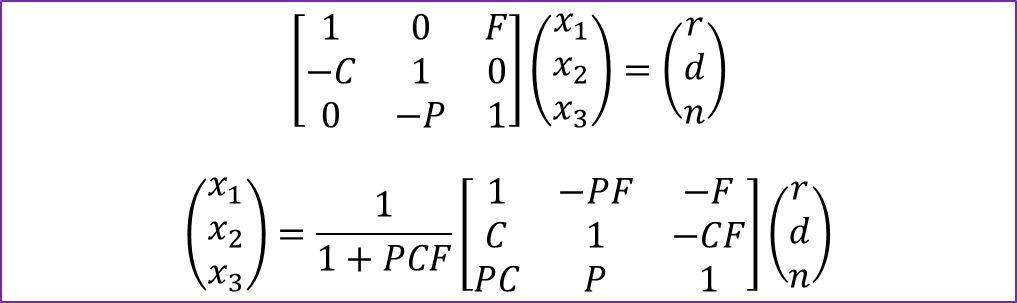 [1 0 F] (x₁) (r)
[−C 1 0] (x₂) = (d)
[0 −P 1] (x₃) (n)
(x₁) 1 [1 −PF −F] (r)
(x₂) = ――― [C 1 −CF] (d)
(x₃) 1 + PCF [PC P 1] (n)